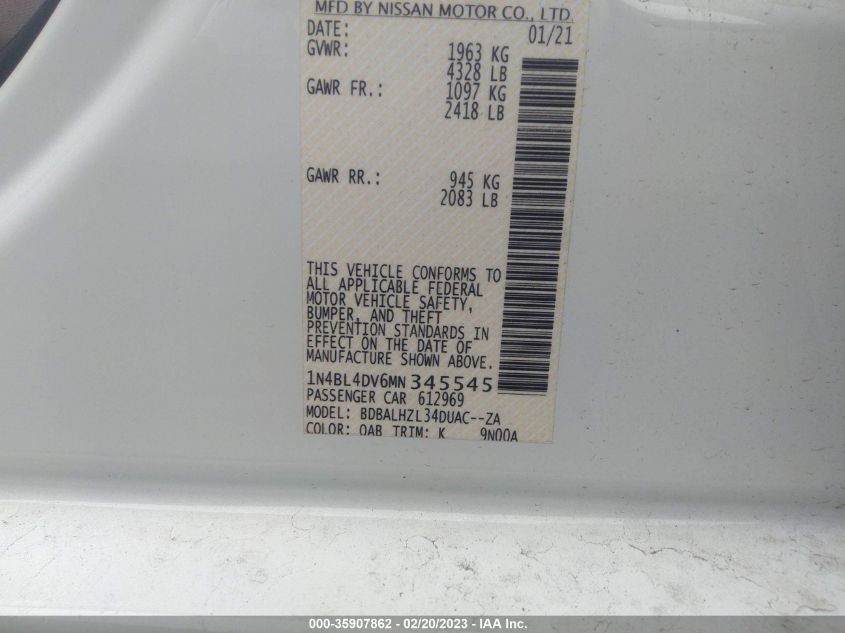 MFD BY NISSAN MOTOR CO., LTD.
DATE: 01/21
GVWR: 1963 KG
4328 LB
GAWR FR.: 1097 KG
2418 LB
GAWR RR.: 945 KG
2083 LB
THIS VEHICLE CONFORMS TO
ALL APPLICABLE FEDERAL
MOTOR VEHICLE SAFETY,
BUMPER, AND THEFT
PREVENTION STANDARDS IN
EFFECT ON THE DATE OF
MANUFACTURE SHOWN ABOVE.
1N4BL4DV6MN 345545
PASSENGER CAR 612969
MODEL: BDBALHZL34DUAC--ZA
COLOR: QAB TRIM: K 9N00A
000-35907862 - 02/20/2023 - IAA Inc.